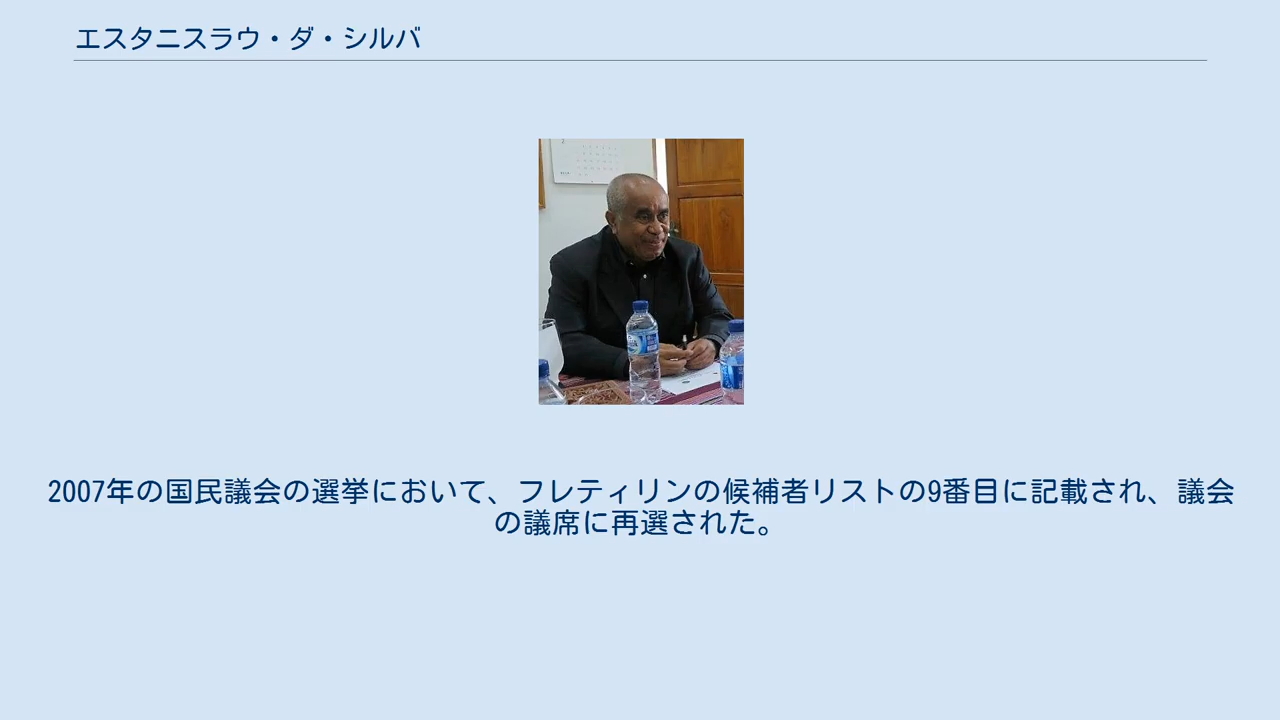 エスタニスラウ・ダ・シルバ
2007年の国民議会の選挙において、フレティリンの候補者リストの9番目に記載され、議会
の議席に再選された。